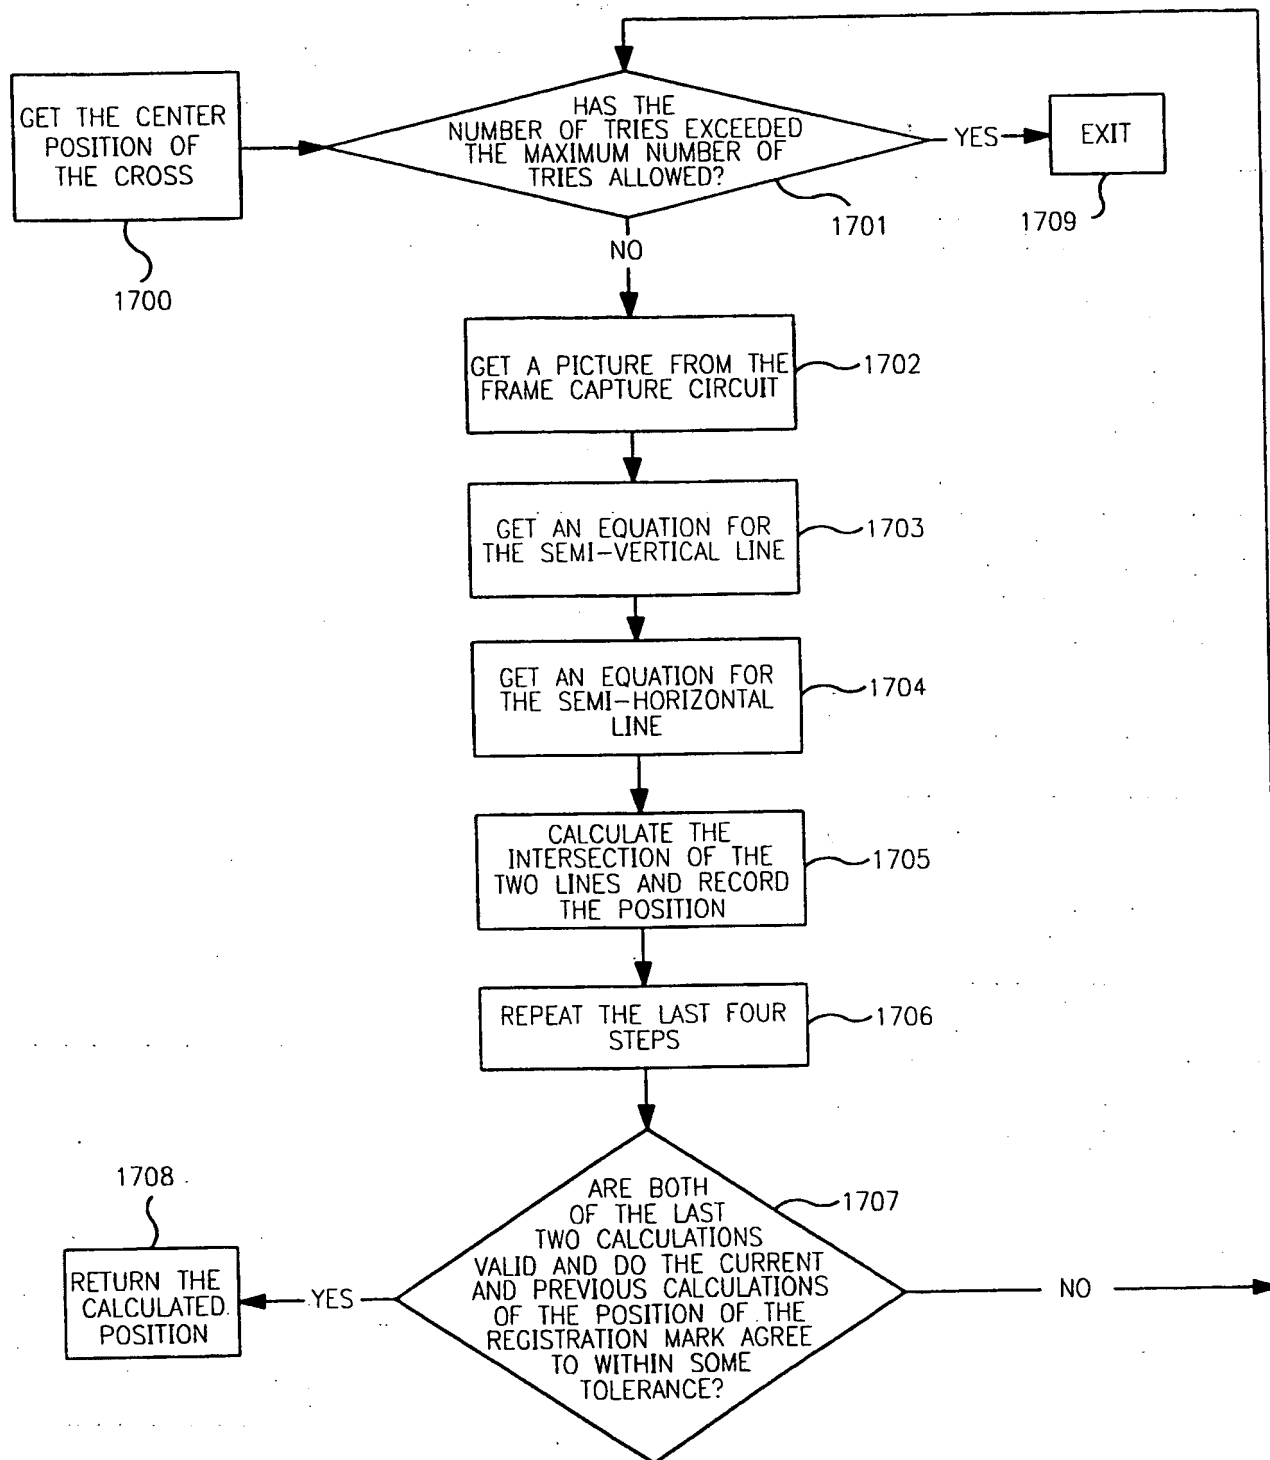 GET THE CENTER
POSITION OF
THE CROSS
1700
HAS THE
NUMBER OF TRIES EXCEEDED
THE MAXIMUM NUMBER OF
TRIES ALLOWED?
1701
YES
EXIT
1709
NO
GET A PICTURE FROM THE
FRAME CAPTURE CIRCUIT
1702
GET AN EQUATION FOR
THE SEMI-VERTICAL LINE
1703
GET AN EQUATION FOR
THE SEMI-HORIZONTAL
LINE
1704
CALCULATE THE
INTERSECTION OF THE
TWO LINES AND RECORD
THE POSITION
1705
REPEAT THE LAST FOUR
STEPS
1706
ARE BOTH
OF THE LAST
TWO CALCULATIONS
VALID AND DO THE CURRENT
AND PREVIOUS CALCULATIONS
OF THE POSITION OF THE
REGISTRATION MARK AGREE
TO WITHIN SOME
TOLERANCE?
1707
YES
NO
1708
RETURN THE
CALCULATED
POSITION